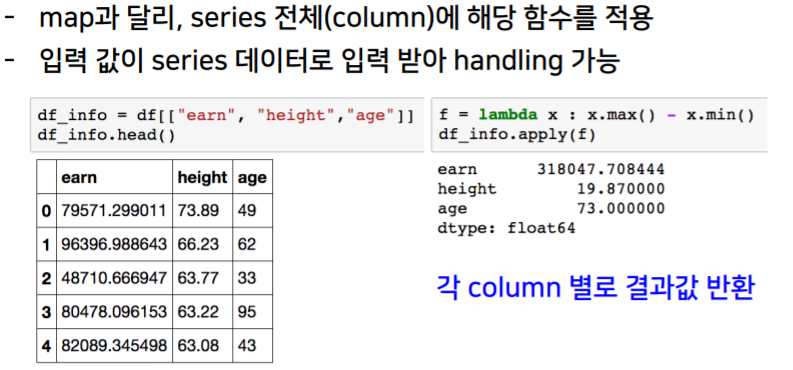 - map과 달리, series 전체(column)에 해당 함수를 적용
- 입력 값이 series 데이터로 입력 받아 handling 가능
df_info = df[["earn", "height","age"]]
df_info.head()
earn height age
0 79571.299011 73.89 49
1 96396.988643 66.23 62
2 48710.666947 63.77 33
3 80478.096153 63.22 95
4 82089.345498 63.08 43
f = lambda x : x.max() - x.min()
df_info.apply(f)
earn 318047.708444
height 19.870000
age 73.000000
dtype: float64
각 column 별로 결과값 반환